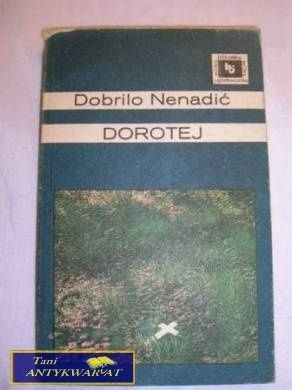 Dobrilo Nenadić
DOROTEJ
Tani
ANTYKWARIAT